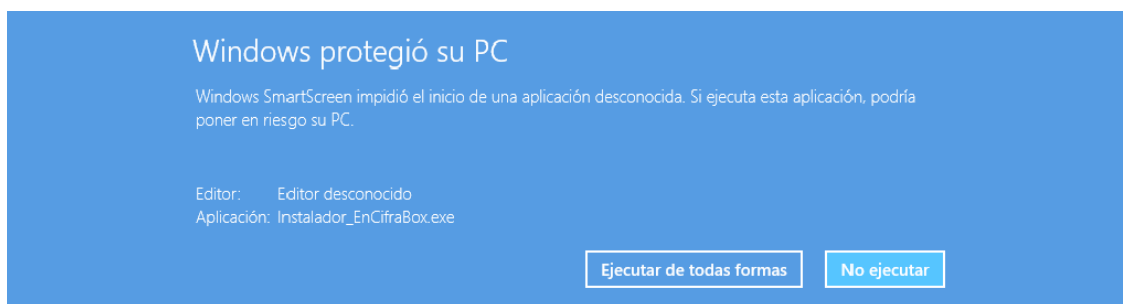 Windows protegió su PC
Windows SmartScreen impidió el inicio de una aplicación desconocida. Si ejecuta esta aplicación, podría
poner en riesgo su PC.
Editor: Editor desconocido
Aplicación: Instalador_EnCifraBox.exe
Ejecutar de todas formas No ejecutar